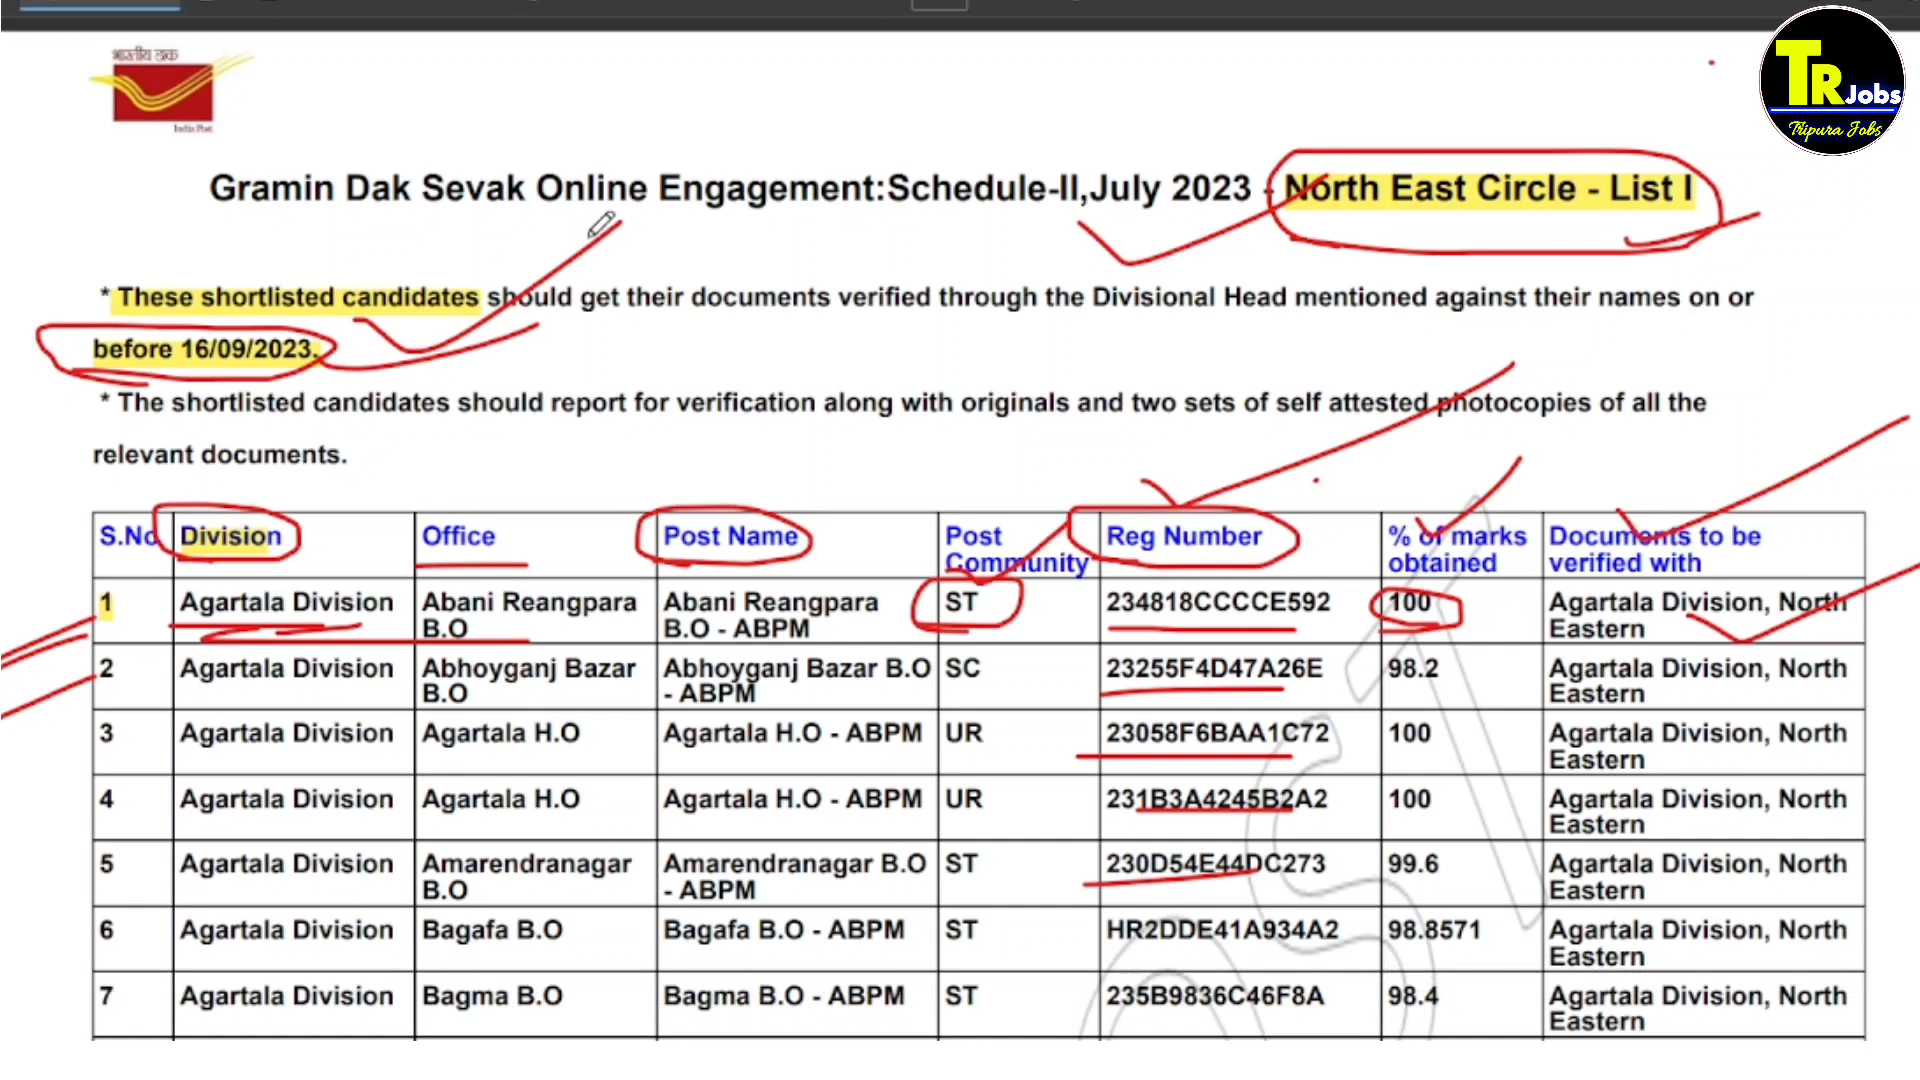 भारतीय डाक
India Post
TR Jobs
Tripura Jobs
Gramin Dak Sevak Online Engagement:Schedule-II,July 2023 - North East Circle - List I
* These shortlisted candidates should get their documents verified through the Divisional Head mentioned against their names on or
before 16/09/2023.
* The shortlisted candidates should report for verification along with originals and two sets of self attested photocopies of all the
relevant documents.
S.No Division Office Post Name Post Community Reg Number % of marks obtained Documents to be verified with
1 Agartala Division Abani Reangpara B.O Abani Reangpara B.O - ABPM ST 234818CCCCE592 100 Agartala Division, North Eastern
2 Agartala Division Abhoyganj Bazar B.O Abhoyganj Bazar B.O - ABPM SC 23255F4D47A26E 98.2 Agartala Division, North Eastern
3 Agartala Division Agartala H.O Agartala H.O - ABPM UR 23058F6BAA1C72 100 Agartala Division, North Eastern
4 Agartala Division Agartala H.O Agartala H.O - ABPM UR 231B3A4245B2A2 100 Agartala Division, North Eastern
5 Agartala Division Amarendranagar B.O Amarendranagar B.O - ABPM ST 230D54E44DC273 99.6 Agartala Division, North Eastern
6 Agartala Division Bagafa B.O Bagafa B.O - ABPM ST HR2DDE41A934A2 98.8571 Agartala Division, North Eastern
7 Agartala Division Bagma B.O Bagma B.O - ABPM ST 235B9836C46F8A 98.4 Agartala Division, North Eastern